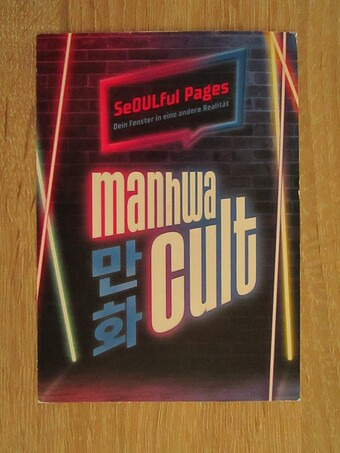 SeOULful Pages
Dein Fenster in eine andere Realität
manhwa
만화
cult